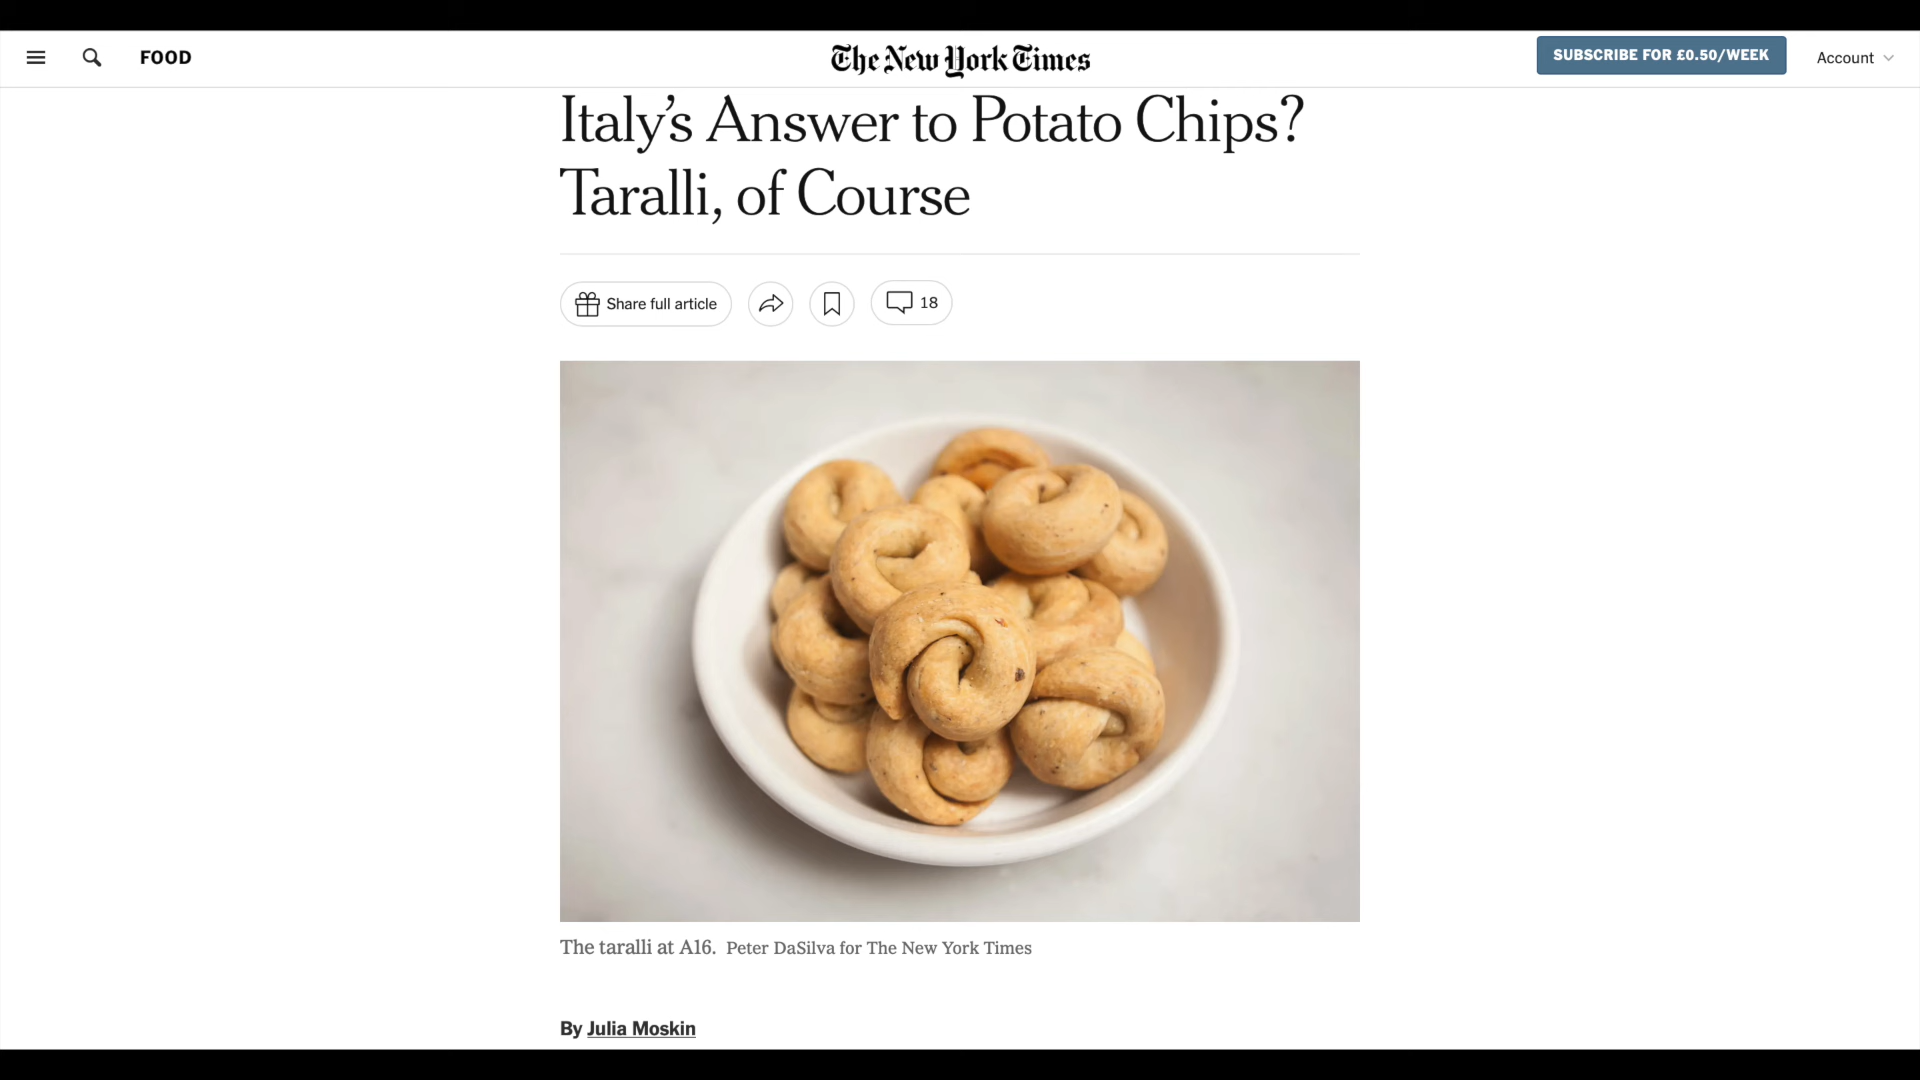 FOOD
The New York Times
SUBSCRIBE FOR £0.50/WEEK
Account
Italy’s Answer to Potato Chips?
Taralli, of Course
Share full article
18
The taralli at A16. Peter DaSilva for The New York Times
By Julia Moskin